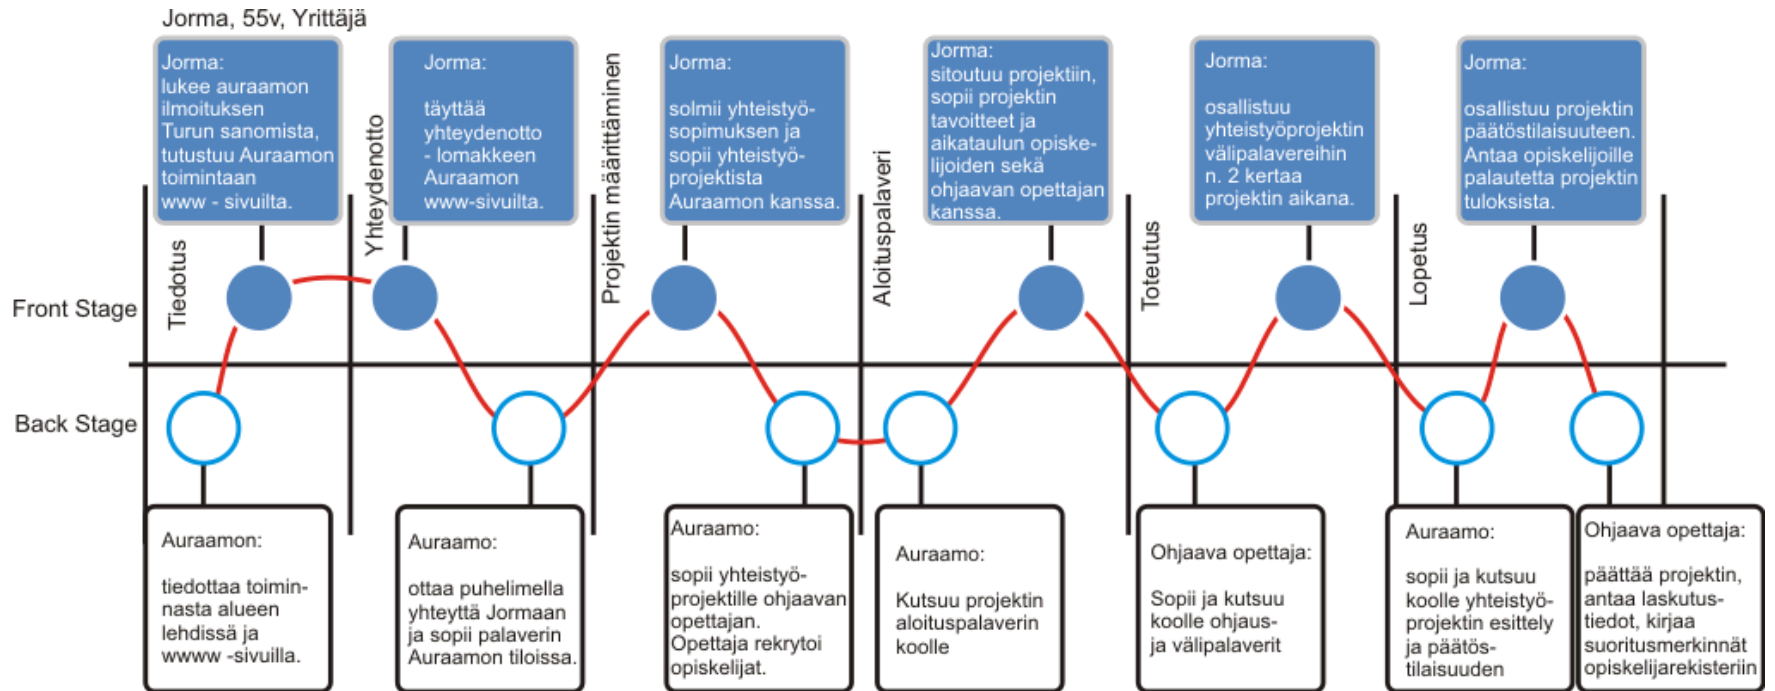 Jorma, 55v, Yrittäjä
Jorma:
lukee auraamon
ilmoituksen
Turun sanomista,
tutustuu Auraamon
toimintaan
www - sivuilta.
Jorma:
täyttää
yhteydenotto
- lomakkeen
Auraamon
www-sivuilta.
Jorma:
solmii yhteistyö-
sopimuksen ja
sopii yhteistyö-
projektista
Auraamon kanssa.
Jorma:
sitoutuu projektiin,
sopii projektin
tavoitteet ja
aikataulun opiske-
lijoiden sekä
ohjaavan opettajan
kanssa.
Jorma:
osallistuu
yhteistyöprojektin
välipalavereihin
n. 2 kertaa
projektin aikana.
Jorma:
osallistuu projektin
päätöstilaisuuteen.
Antaa opiskelijoille
palautetta projektin
tuloksista.
Tiedotus
Yhteydenotto
Projektin määrittäminen
Aloituspalaveri
Toteutus
Lopetus
Front Stage
Back Stage
Auraamon:
tiedottaa toimin-
nasta alueen
lehdissä ja
wwww -sivuilla.
Auraamo:
ottaa puhelimella
yhteyttä Jormaan
ja sopii palaverin
Auraamon tiloissa.
Auraamo:
sopii yhteistyö-
projektille ohjaavan
opettajan.
Opettaja rekrytoi
opiskelijat.
Auraamo:
Kutsuu projektin
aloituspalaverin
koolle
Ohjaava opettaja:
Sopii ja kutsuu
koolle ohjaus-
ja välipalaverit
Auraamo:
sopii ja kutsuu
koolle yhteistyö-
projektin esittely
ja päätös-
tilaisuuden
Ohjaava opettaja:
päättää projektin,
antaa laskutus-
tiedot, kirjaa
suoritusmerkinnät
opiskelijarekisteriin